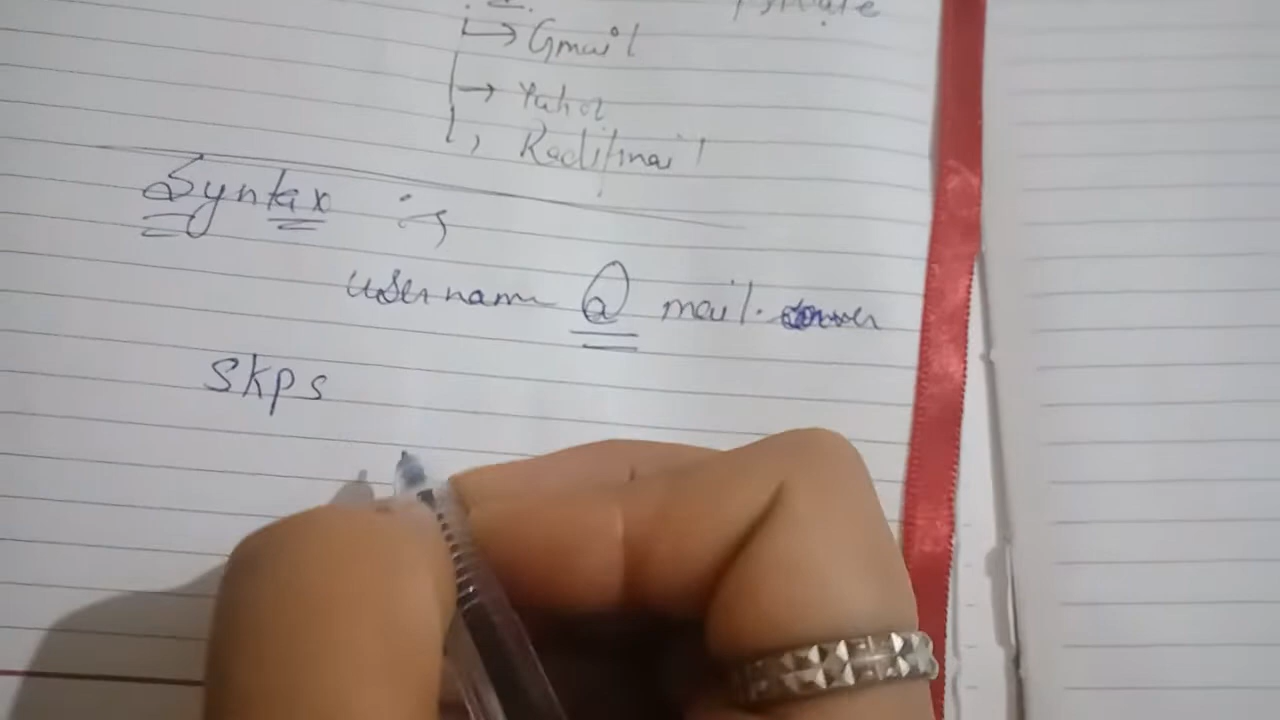 → Gmail
→ Yahoo
Rediffmail
Syntax :-
username @ mail.
skps